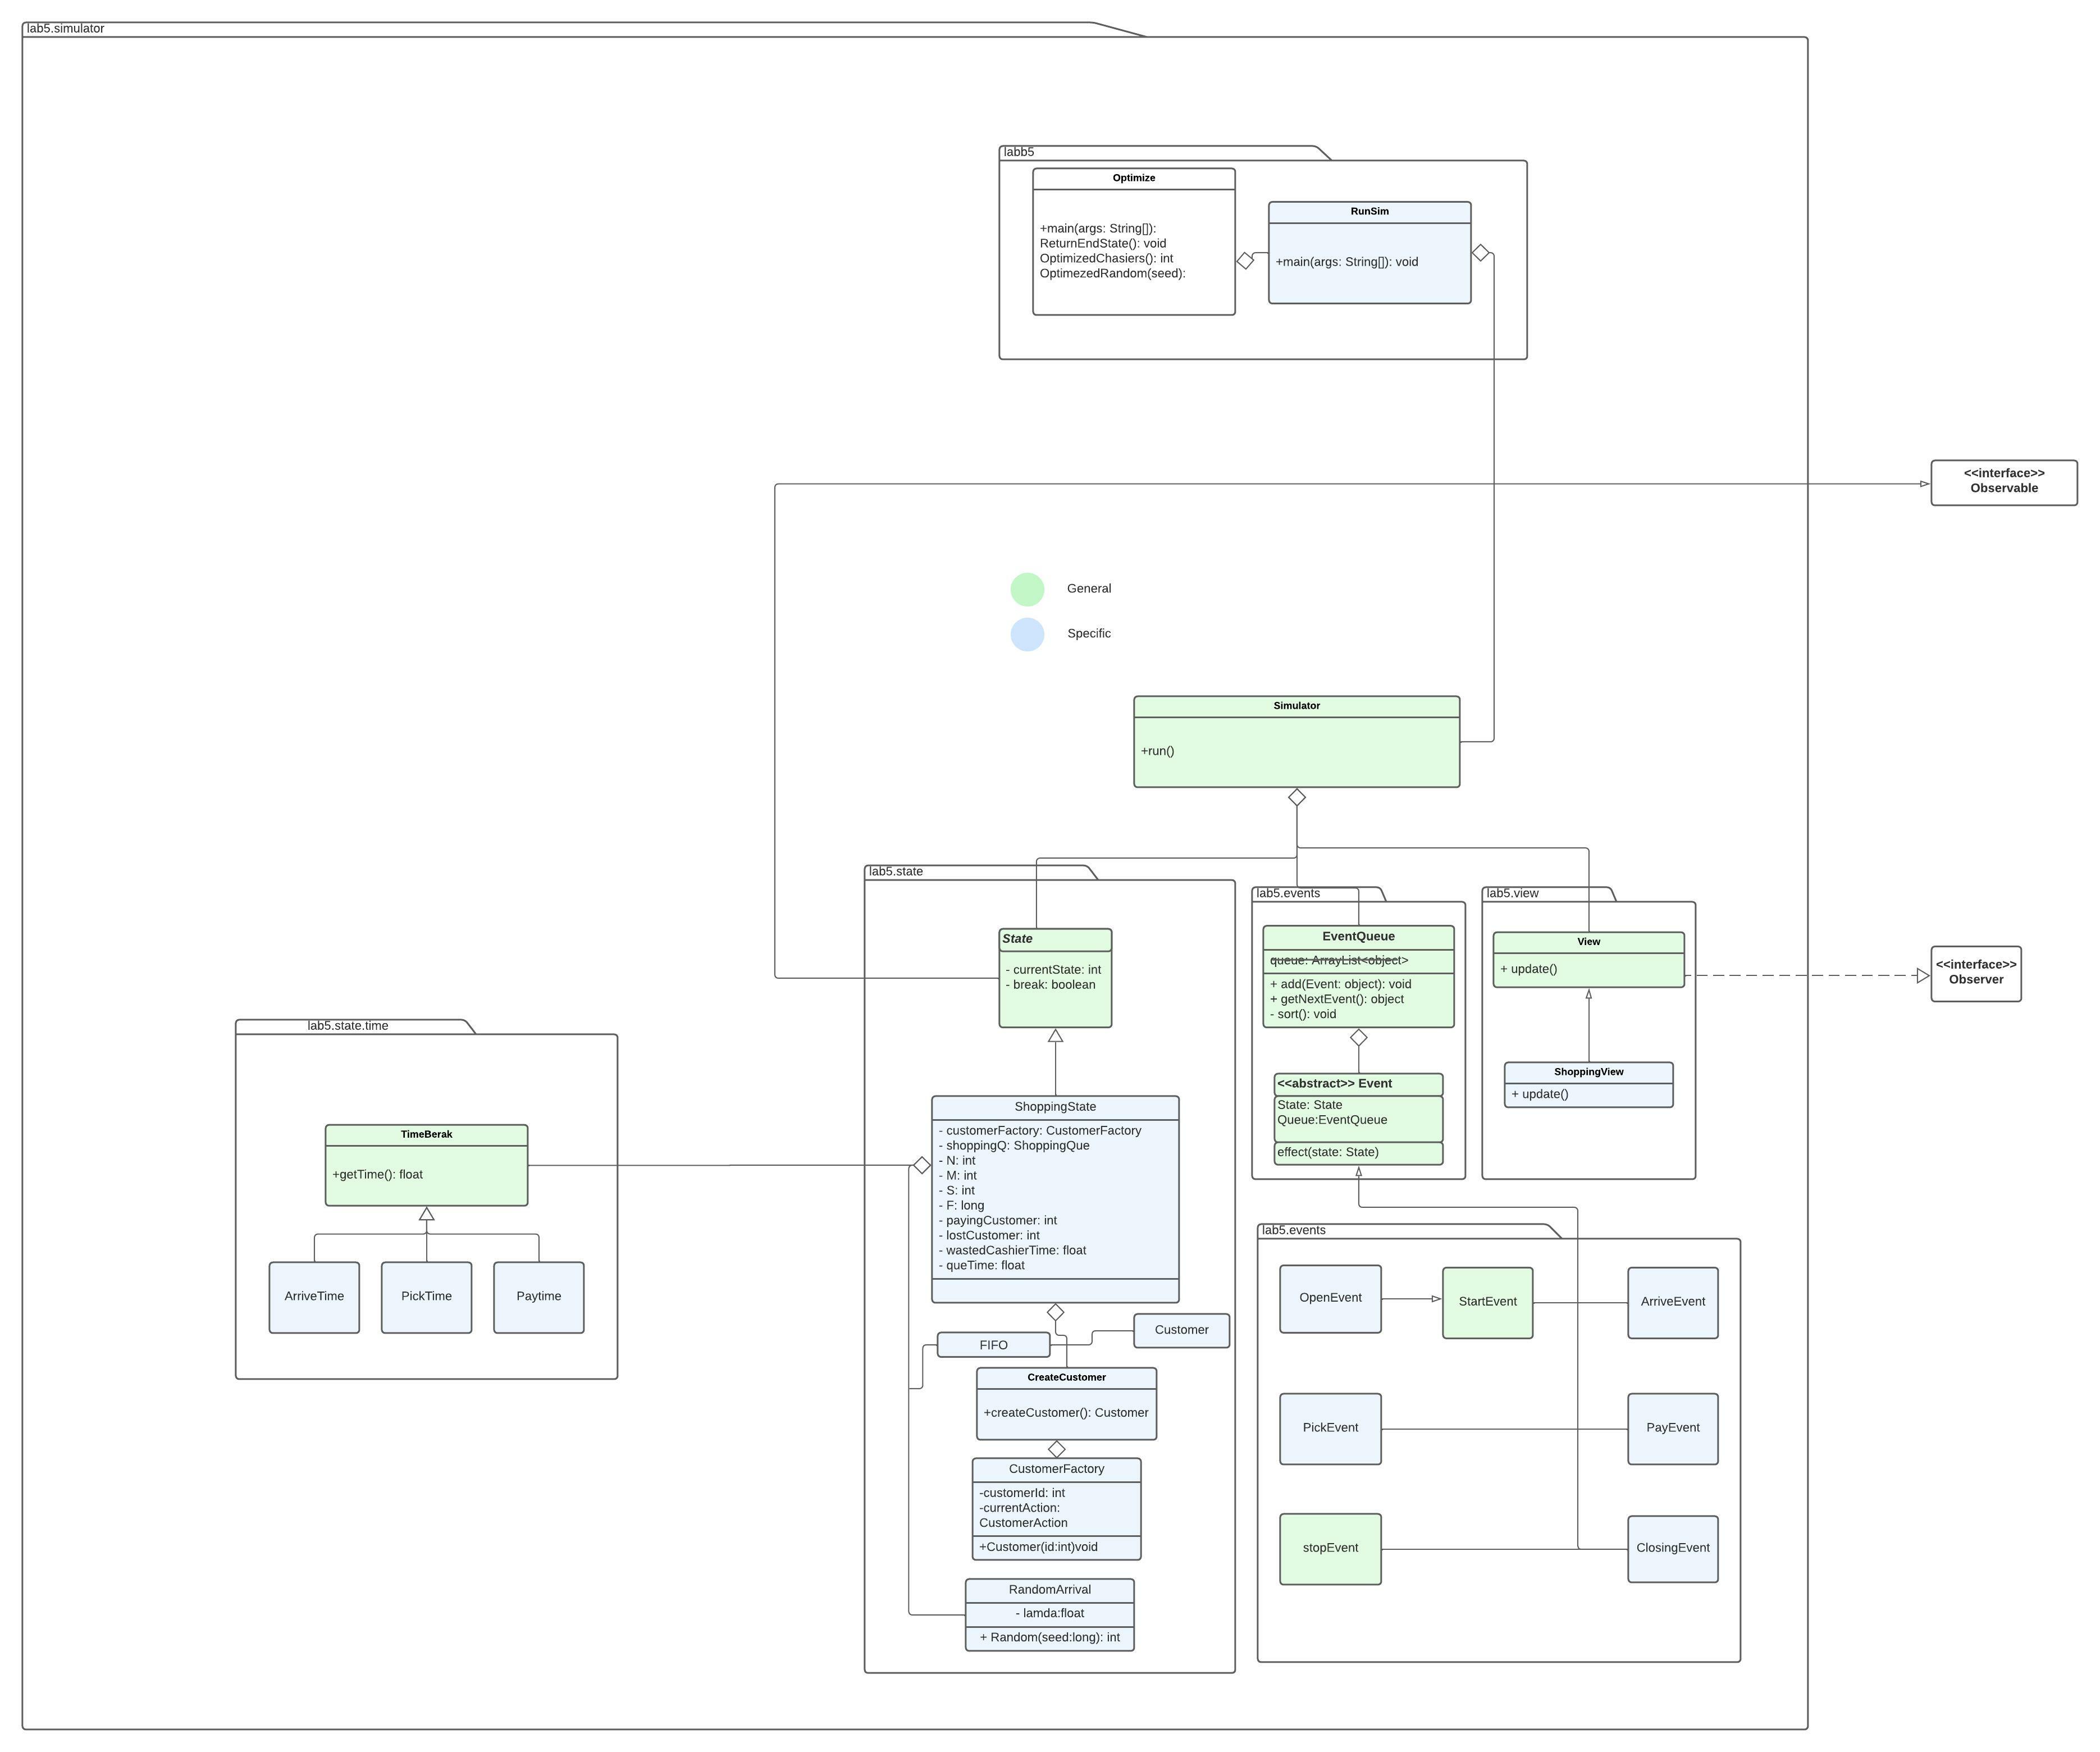 lab5.simulator
labb5
Optimize
+main(args: String[]):
ReturnEndState(): void
OptimizedChasiers(): int
OptimezedRandom(seed):
RunSim
+main(args: String[]): void
<<interface>>
Observable
General
Specific
Simulator
+run()
lab5.state
State
- currentState: int
- break: boolean
ShoppingState
- customerFactory: CustomerFactory
- shoppingQ: ShoppingQue
- N: int
- M: int
- S: int
- F: long
- payingCustomer: int
- lostCustomer: int
- wastedCashierTime: float
- queTime: float
FIFO
Customer
CreateCustomer
+createCustomer(): Customer
CustomerFactory
-customerId: int
-currentAction:
CustomerAction
+Customer(id:int)void
RandomArrival
- lamda:float
+ Random(seed:long): int
lab5.events
EventQueue
queue: ArrayList<object>
+ add(Event: object): void
+ getNextEvent(): object
- sort(): void
<<abstract>> Event
State: State
Queue:EventQueue
effect(state: State)
lab5.view
View
+ update()
ShoppingView
+ update()
<<interface>>
Observer
lab5.state.time
TimeBerak
+getTime(): float
ArriveTime
PickTime
Paytime
lab5.events
OpenEvent
StartEvent
ArriveEvent
PickEvent
PayEvent
stopEvent
ClosingEvent